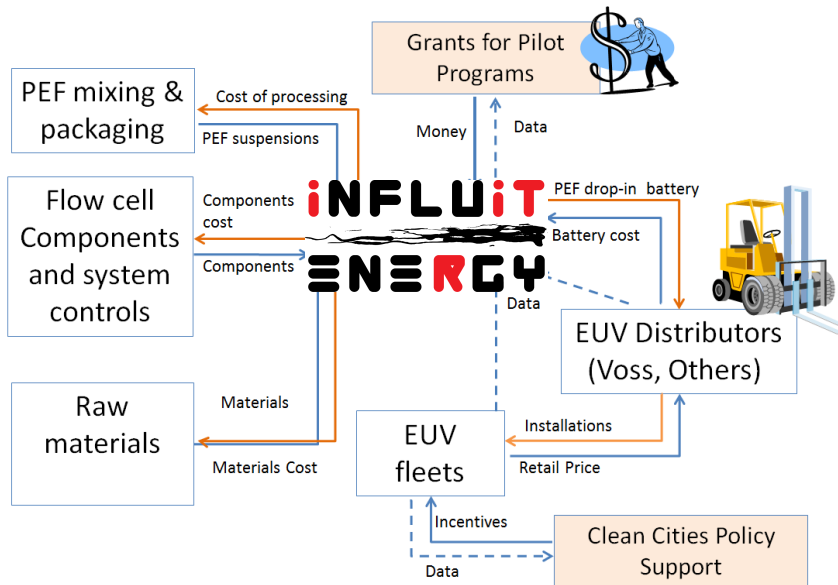 Grants for Pilot
Programs
$
PEF mixing &
packaging
Cost of processing
PEF suspensions
Money
Data
Flow cell
Components
and system
controls
Components
cost
Components
iNFLUiT
ENERGY
PEF drop-in battery
Battery cost
Data
EUV Distributors
(Voss, Others)
Raw
materials
Materials
Materials Cost
EUV
fleets
Installations
Retail Price
Incentives
Data
Clean Cities Policy
Support